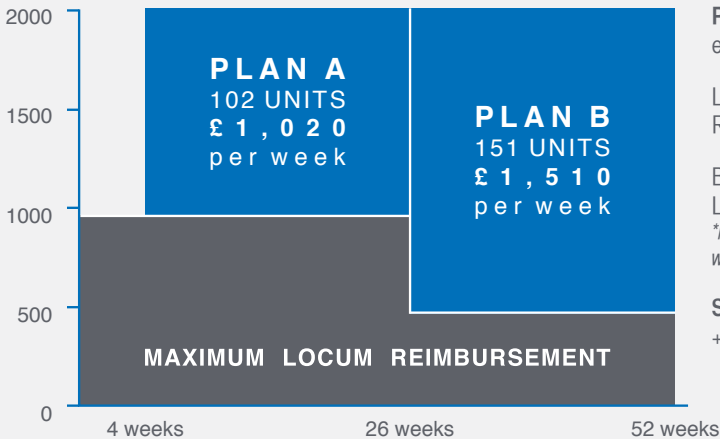 2000
1500
1000
500
0
PLAN A
102 UNITS
£1,020
per week
PLAN B
151 UNITS
£1,510
per week
MAXIMUM LOCUM REIMBURSEMENT
4 weeks 26 weeks 52 weeks